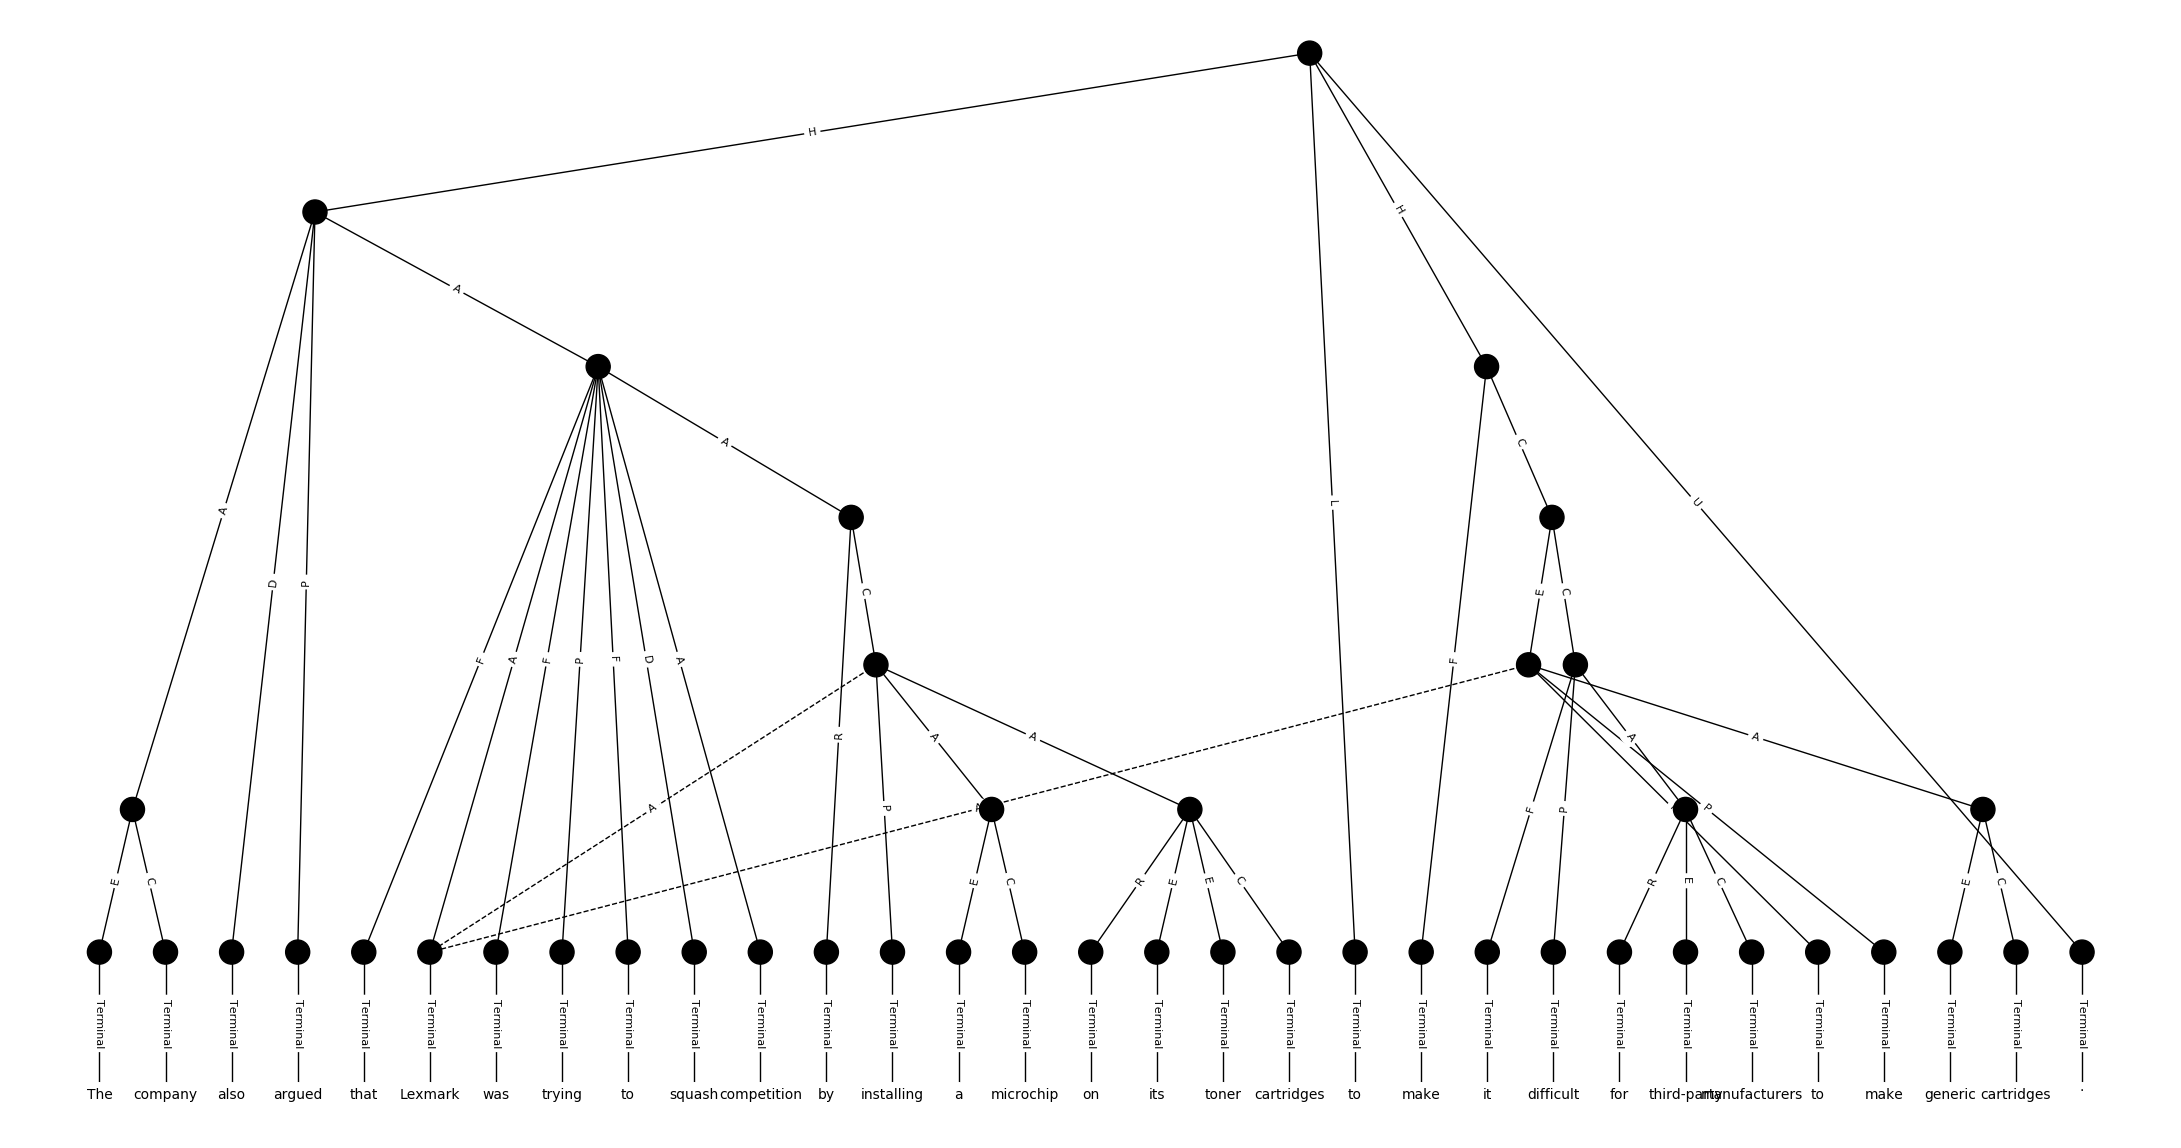 H
H
A
A
C
L
U
A
D
P
E
C
F
A
F
P
F
D
A
F
R
A
A
A
A
A
P
F
P
P
E
C
E
C
R
E
E
C
R
E
C
E
C
Terminal Terminal Terminal Terminal Terminal Terminal Terminal Terminal Terminal Terminal Terminal Terminal Terminal Terminal Terminal Terminal Terminal Terminal Terminal Terminal Terminal Terminal Terminal Terminal Terminal Terminal Terminal Terminal Terminal Terminal Terminal
The company also argued that Lexmark was trying to squash competition by installing a microchip on its toner cartridges to make it difficult for third-party manufacturers to make generic cartridges .